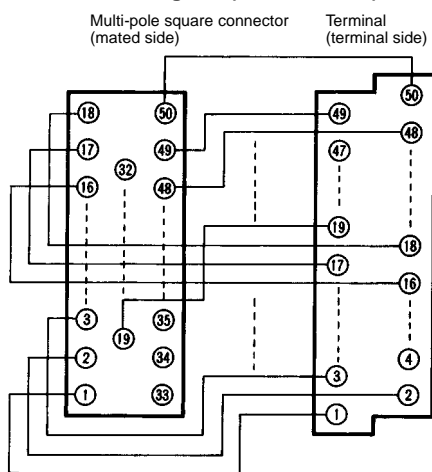 Multi-pole square connector
(mated side)
Terminal
(terminal side)
50
18 50 49
17 49 48
32 47
16 48
19
18
17
16
3 35
19
2 34 4
3
1 33 2
1